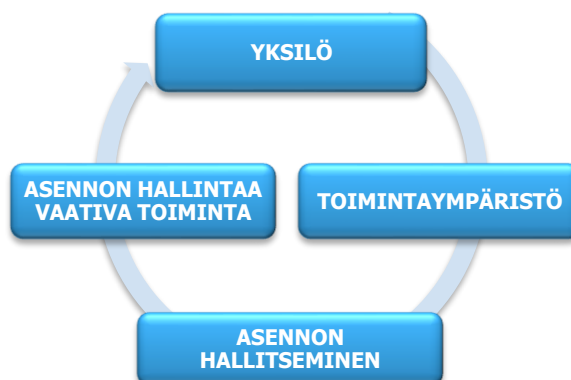 YKSILÖ
ASENNON HALLINTAA
VAATIVA TOIMINTA
TOIMINTAYMPÄRISTÖ
ASENNON
HALLITSEMINEN